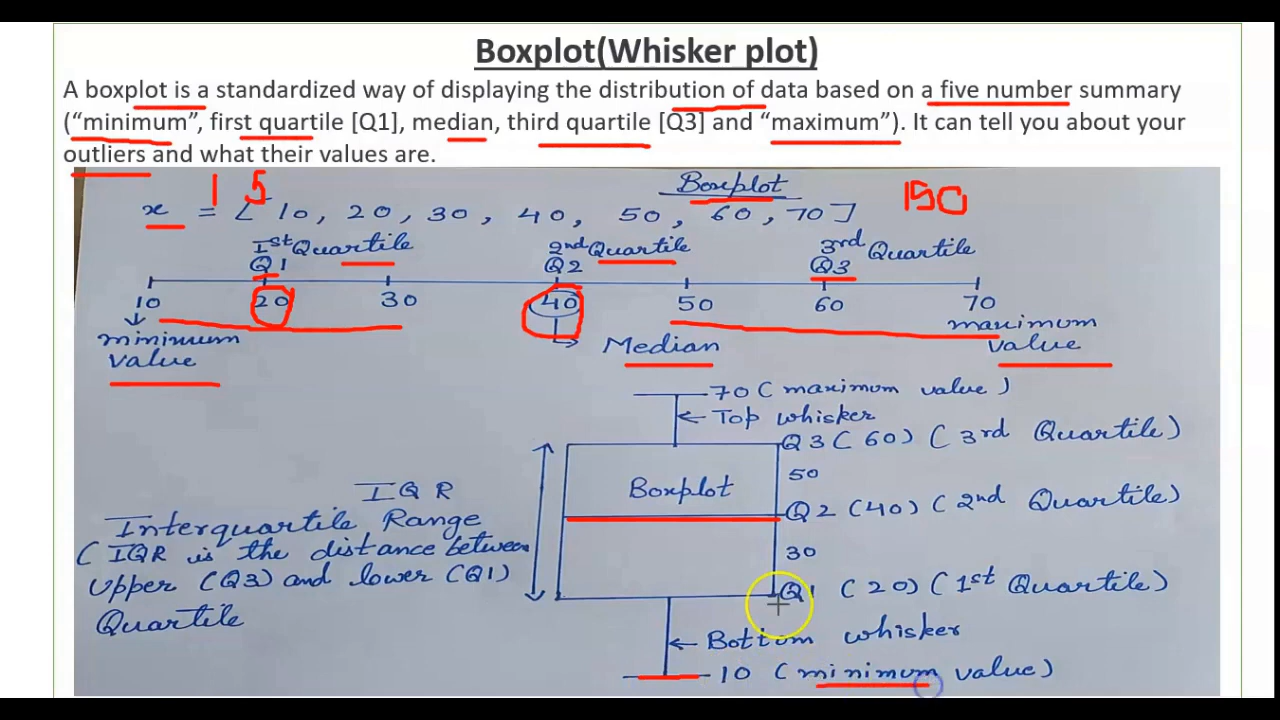 Boxplot(Whisker plot)
A boxplot is a standardized way of displaying the distribution of data based on a five number summary
(“minimum”, first quartile [Q1], median, third quartile [Q3] and “maximum”). It can tell you about your
outliers and what their values are.
Boxplot
1 5 150
x = [ 10, 20, 30, 40, 50, 60, 70]
Ist Quartile 2nd Quartile 3rd Quartile
Q1 Q2 Q3
10 20 30 40 50 60 70
minimum value
Median
maximum value
70 ( maximum value )
Top whisker
Q3 ( 60) ( 3rd Quartile)
50
Boxplot
Q2 (40) ( 2nd Quartile)
30
Q1 ( 20) ( 1st Quartile)
Bottom whisker
10 ( minimum value )
IQR
Interquartile Range
( IQR is the distance between
Upper (Q3) and lower (Q1)
Quartile